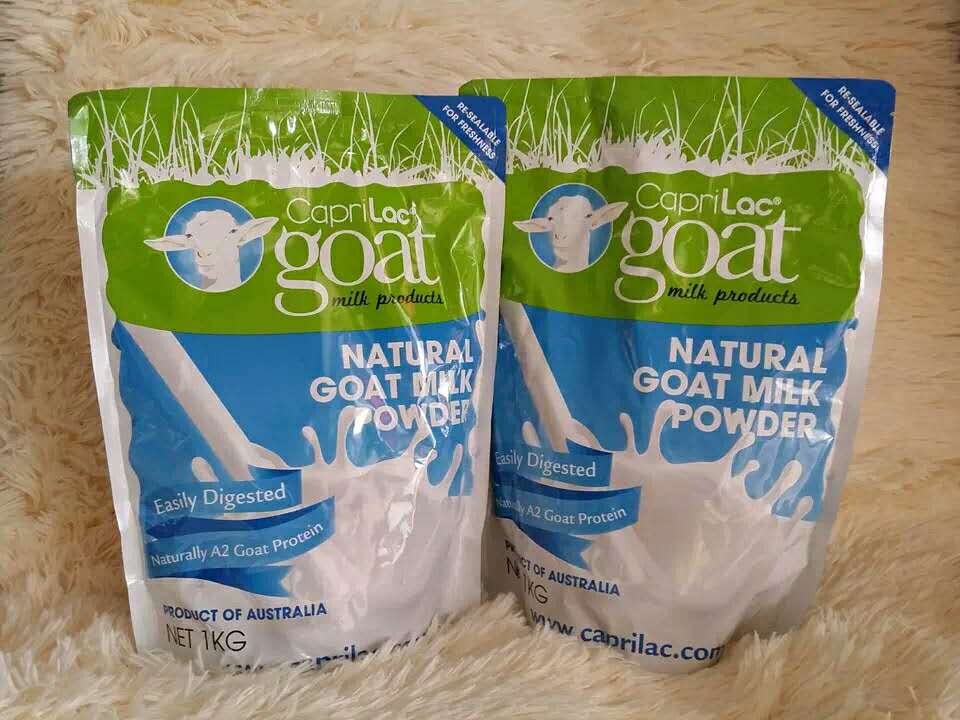 RE-SEALABLE
FOR FRESHNESS
CapriLac®
goat
milk products
NATURAL
GOAT MILK
POWDER
Easily Digested
Naturally A2 Goat Protein
PRODUCT OF AUSTRALIA
NET 1KG
RE-SEALABLE
FOR FRESHNESS
CapriLac®
goat
milk products
NATURAL
GOAT MILK
POWDER
Easily Digested
A2 Goat Protein
OF AUSTRALIA
1KG
www.caprilac.com